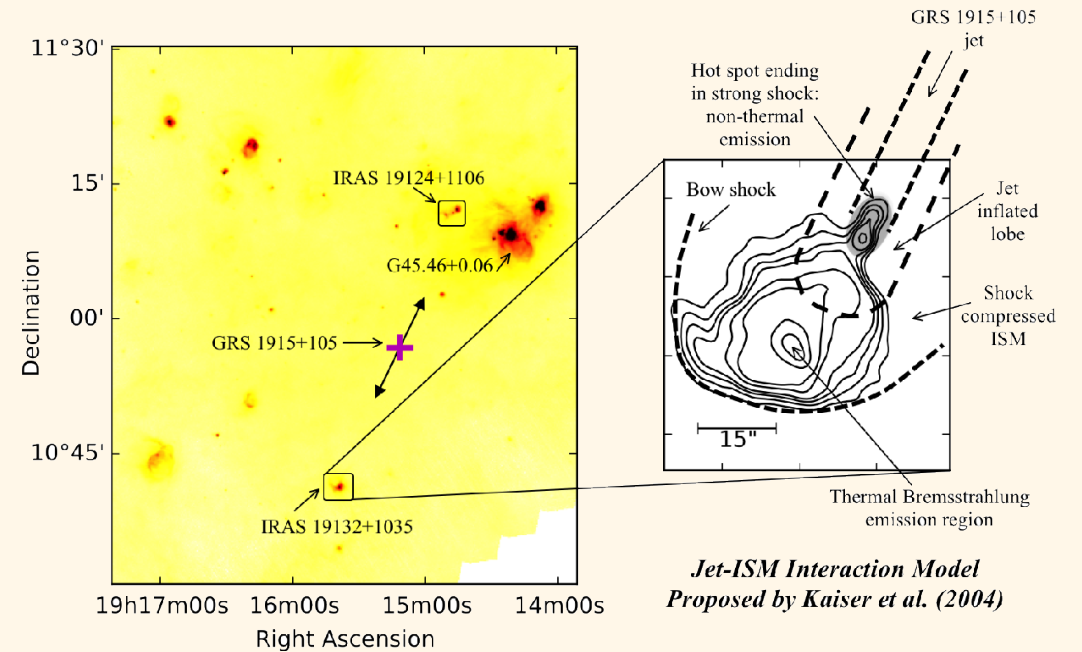 11°30'
15'
00'
10°45'
Declination
19h17m00s
16m00s
15m00s
14m00s
Right Ascension
IRAS 19124+1106
G45.46+0.06
GRS 1915+105
IRAS 19132+1035
GRS 1915+105
jet
Hot spot ending
in strong shock:
non-thermal
emission
Bow shock
Jet
inflated
lobe
Shock
compressed
ISM
15"
Thermal Bremsstrahlung
emission region
Jet-ISM Interaction Model
Proposed by Kaiser et al. (2004)